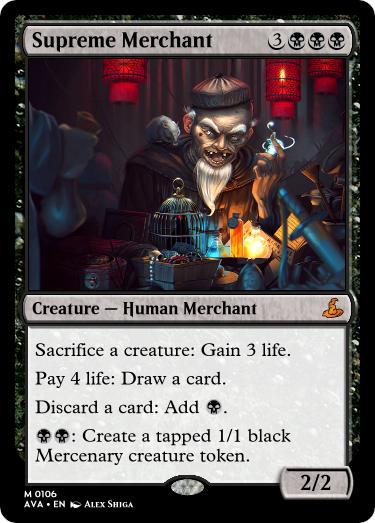 Supreme Merchant 3
Creature — Human Merchant
Sacrifice a creature: Gain 3 life.
Pay 4 life: Draw a card.
Discard a card: Add .
: Create a tapped 1/1 black
Mercenary creature token.
2/2
M 0106
AVA • EN ALEX SHIGA